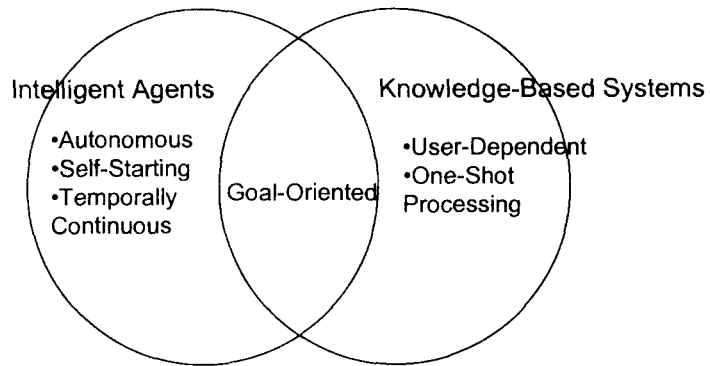 Intelligent Agents
•Autonomous
•Self-Starting
•Temporally
Continuous
Goal-Oriented
Knowledge-Based Systems
•User-Dependent
•One-Shot
Processing